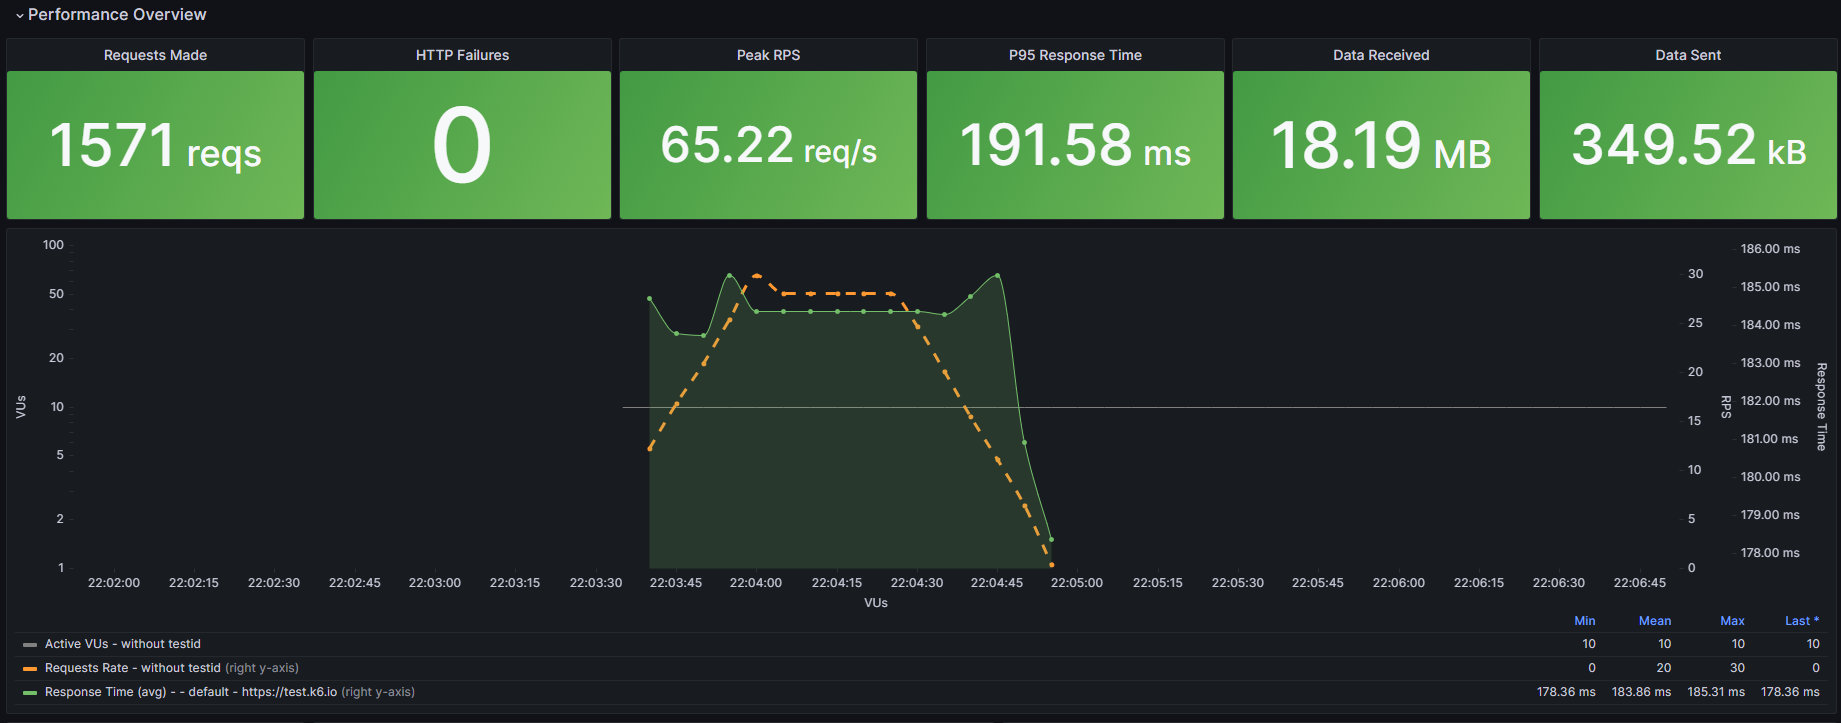 Performance Overview
Requests Made
HTTP Failures
Peak RPS
P95 Response Time
Data Received
Data Sent
1571 reqs
0
65.22 req/s
191.58 ms
18.19 MB
349.52 kB
100
50
20
10
5
2
1
VUs
30
25
20
15
10
5
0
RPS
186.00 ms
185.00 ms
184.00 ms
183.00 ms
182.00 ms
181.00 ms
180.00 ms
179.00 ms
178.00 ms
Response Time
22:02:00 22:02:15 22:02:30 22:02:45 22:03:00 22:03:15 22:03:30 22:03:45 22:04:00 22:04:15 22:04:30 22:04:45 22:05:00 22:05:15 22:05:30 22:05:45 22:06:00 22:06:15 22:06:30 22:06:45
VUs
Min Mean Max Last *
Active VUs - without testid 10 10 10 10
Requests Rate - without testid (right y-axis) 0 20 30 0
Response Time (avg) - - default - https://test.k6.io (right y-axis) 178.36 ms 183.86 ms 185.31 ms 178.36 ms